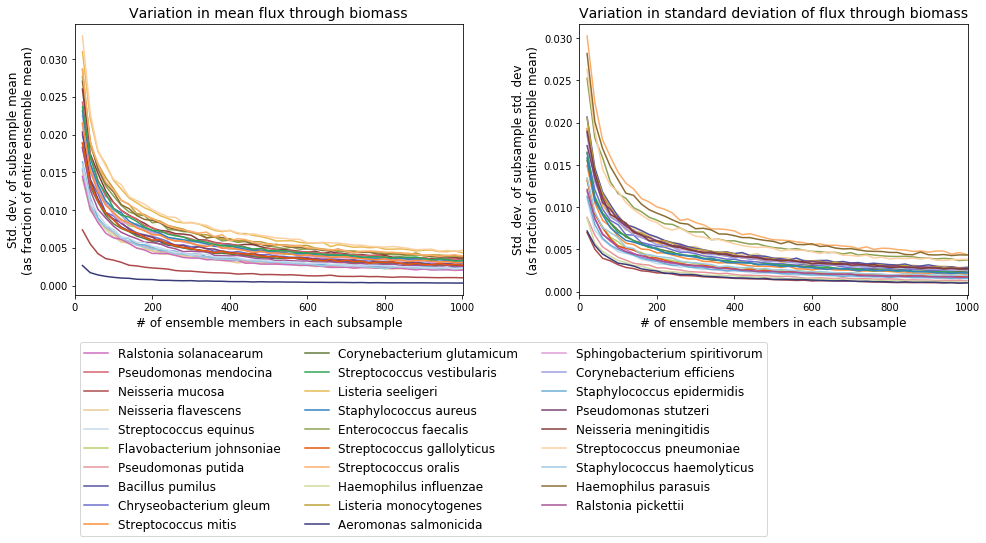 Variation in mean flux through biomass
Std. dev. of subsample mean
(as fraction of entire ensemble mean)
0.030
0.025
0.020
0.015
0.010
0.005
0.000
0
200
400
600
800
1000
# of ensemble members in each subsample
Variation in standard deviation of flux through biomass
Std. dev. of subsample std. dev
(as fraction of entire ensemble mean)
0.030
0.025
0.020
0.015
0.010
0.005
0.000
0
200
400
600
800
1000
# of ensemble members in each subsample
Ralstonia solanacearum
Pseudomonas mendocina
Neisseria mucosa
Neisseria flavescens
Streptococcus equinus
Flavobacterium johnsoniae
Pseudomonas putida
Bacillus pumilus
Chryseobacterium gleum
Streptococcus mitis
Corynebacterium glutamicum
Streptococcus vestibularis
Listeria seeligeri
Staphylococcus aureus
Enterococcus faecalis
Streptococcus gallolyticus
Streptococcus oralis
Haemophilus influenzae
Listeria monocytogenes
Aeromonas salmonicida
Sphingobacterium spiritivorum
Corynebacterium efficiens
Staphylococcus epidermidis
Pseudomonas stutzeri
Neisseria meningitidis
Streptococcus pneumoniae
Staphylococcus haemolyticus
Haemophilus parasuis
Ralstonia pickettii